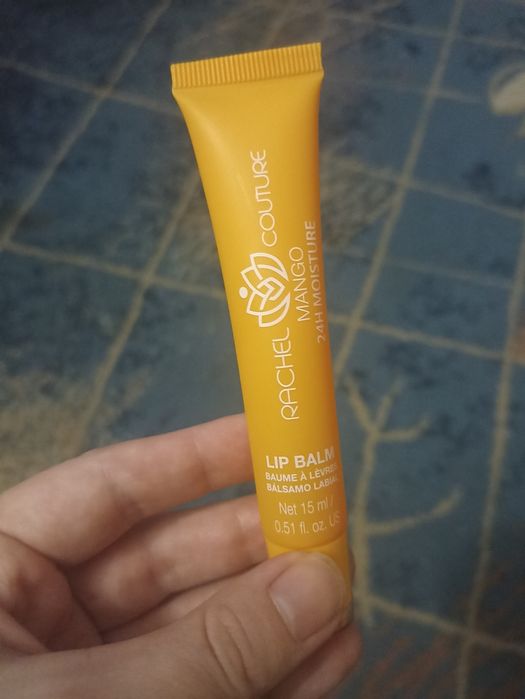 RACHEL COUTURE
MANGO
24H MOISTURE
LIP BALM
BAUME À LÈVRES
BÁLSAMO LABIAL
Net 15 ml /
0.51 fl. oz. US